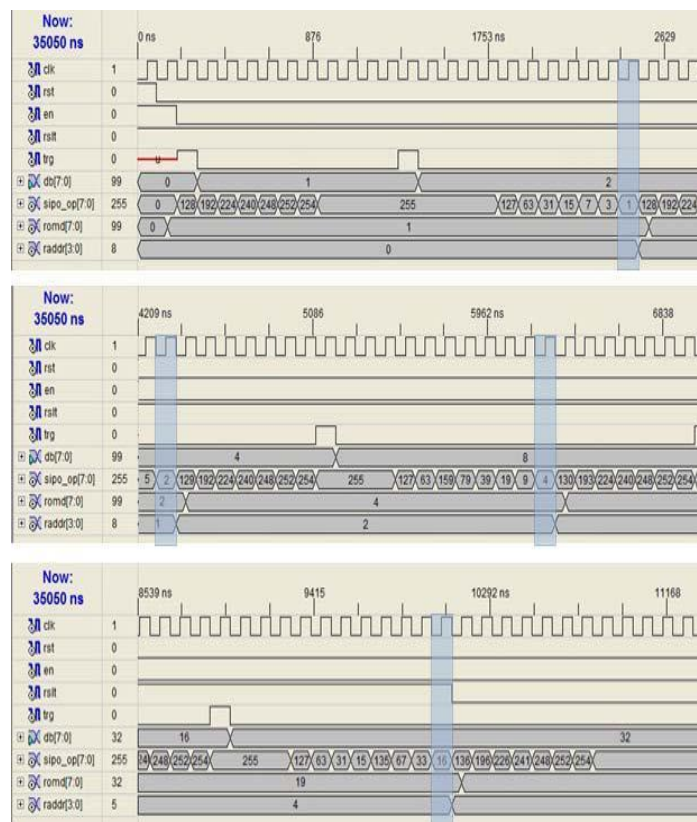 Now:
35050 ns
0 ns 876 1753 ns 2629
clk 1
rst 0
en 0
rslt 0
trg 0 U
db[7:0] 99 0 1 2
sipo_op[7:0] 255 0 128 192 224 240 248 252 254 255 127 63 31 15 7 3 1 128 192 224
romd[7:0] 99 0 1
raddr[3:0] 8 0
Now:
35050 ns
4209 ns 5086 5962 ns 6838
clk 1
rst 0
en 0
rslt 0
trg 0
db[7:0] 99 4 8
sipo_op[7:0] 255 5 2 129 192 224 240 248 252 254 255 127 63 159 79 39 19 9 4 130 193 224 240 248 252 254
romd[7:0] 99 2 4
raddr[3:0] 8 1 2
Now:
35050 ns
8539 ns 9415 10292 ns 11168
clk 1
rst 0
en 0
rslt 0
trg 0
db[7:0] 32 16 32
sipo_op[7:0] 255 248 252 254 255 127 63 31 15 135 67 33 16 136 196 226 241 248 252 254
romd[7:0] 32 19
raddr[3:0] 5 4